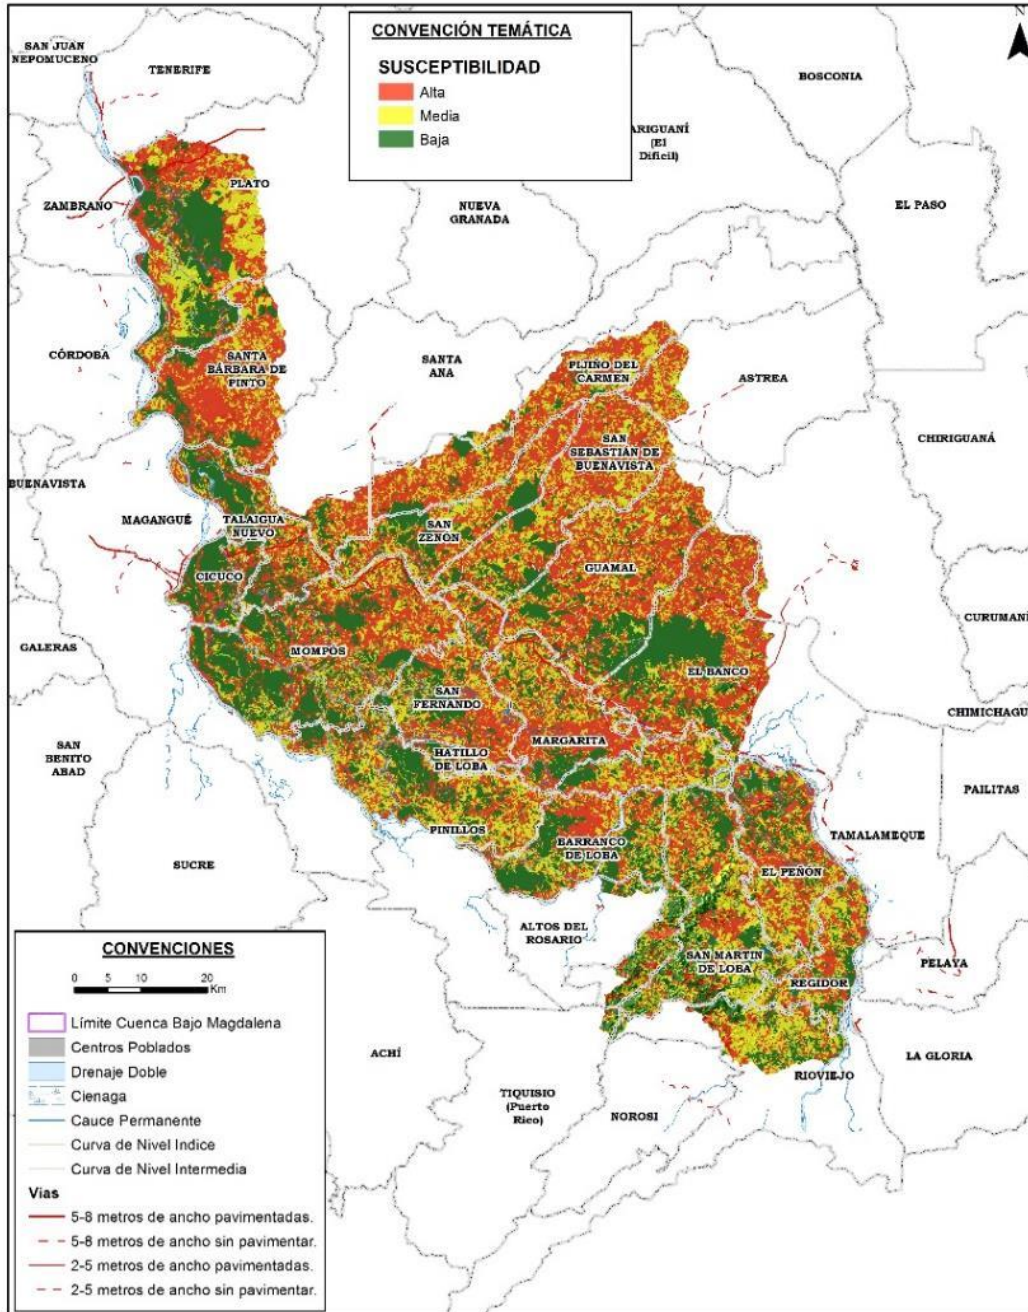 CONVENCIÓN TEMÁTICA
SUSCEPTIBILIDAD
Alta
Media
Baja
N
SAN JUAN
NEPOMUCENO
TENERIFE
BOSCONIA
ARIGUANÍ
(El
Dificil)
PLATO
ZAMBRANO
NUEVA
GRANADA
EL PASO
CÓRDOBA
SANTA
BÁRBARA DE
PINTO
SANTA
ANA
PIJIÑO DEL
CARMEN
ASTREA
SAN
SEBASTIÁN DE
BUENAVISTA
CHIRIGUANÁ
BUENAVISTA
MAGANGUÉ
TALAIGUA
NUEVO
SAN
ZENÓN
CICUCO
GUAMAL
CURUMANÍ
GALERAS
MOMPÓS
EL BANCO
SAN
FERNANDO
CHIMICHAGU
SAN
BENITO
ABAD
MARGARITA
HATILLO
DE LOBA
PAILITAS
PINILLOS
TAMALAMEQUE
BARRANCO
DE LOBA
SUCRE
EL PEÑÓN
ALTOS DEL
ROSARIO
SAN MARTIN
DE LOBA
PELAYA
REGIDOR
ACHÍ
LA GLORIA
RIOVIEJO
TIQUISIO
(Puerto
Rico)
NOROSI
CONVENCIONES
0 5 10 20
Km
Límite Cuenca Bajo Magdalena
Centros Poblados
Drenaje Doble
Cienaga
Cauce Permanente
Curva de Nivel Indice
Curva de Nivel Intermedia
Vias
5-8 metros de ancho pavimentadas.
5-8 metros de ancho sin pavimentar.
2-5 metros de ancho pavimentadas.
2-5 metros de ancho sin pavimentar.